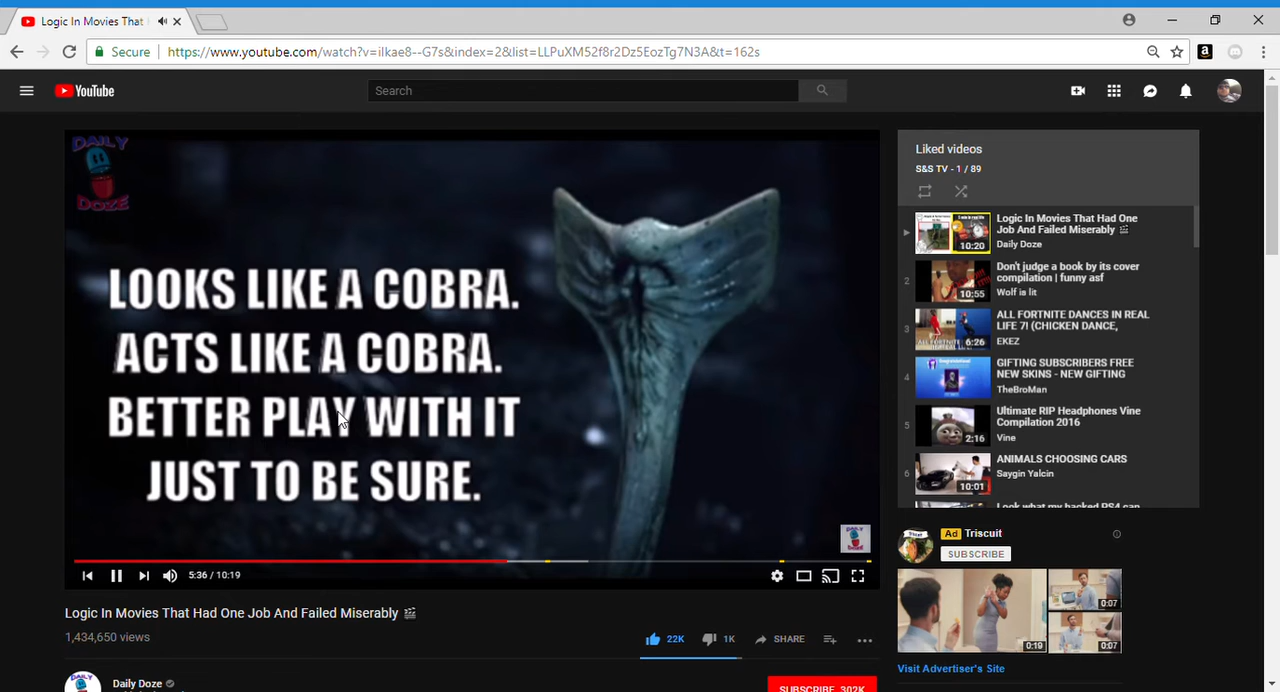 Logic In Movies That
Secure
https://www.youtube.com/watch?v=ilkae8--G7s&index=2&list=LLPuXM52f8r2Dz5EozTg7N3A&t=162s
YouTube
Search
DAILY
DOZE
LOOKS LIKE A COBRA.
ACTS LIKE A COBRA.
BETTER PLAY WITH IT
JUST TO BE SURE.
5:36 / 10:19
Logic In Movies That Had One Job And Failed Miserably
1,434,650 views
22K
1K
SHARE
Daily Doze
SUBSCRIBE 302K
Liked videos
S&S TV - 1 / 89
10:20
Logic In Movies That Had One
Job And Failed Miserably
Daily Doze
2
10:55
Don't judge a book by its cover
compilation | funny asf
Wolf is lit
3
6:26
ALL FORTNITE DANCES IN REAL
LIFE 7! (CHICKEN DANCE,
EKEZ
4
GIFTING SUBSCRIBERS FREE
NEW SKINS - NEW GIFTING
TheBroMan
5
2:16
Ultimate RIP Headphones Vine
Compilation 2016
Vine
6
10:01
ANIMALS CHOOSING CARS
Saygin Yalcin
Look what my hacked PS4 can
Ad
Triscuit
SUBSCRIBE
0:19
0:07
0:07
Visit Advertiser's Site